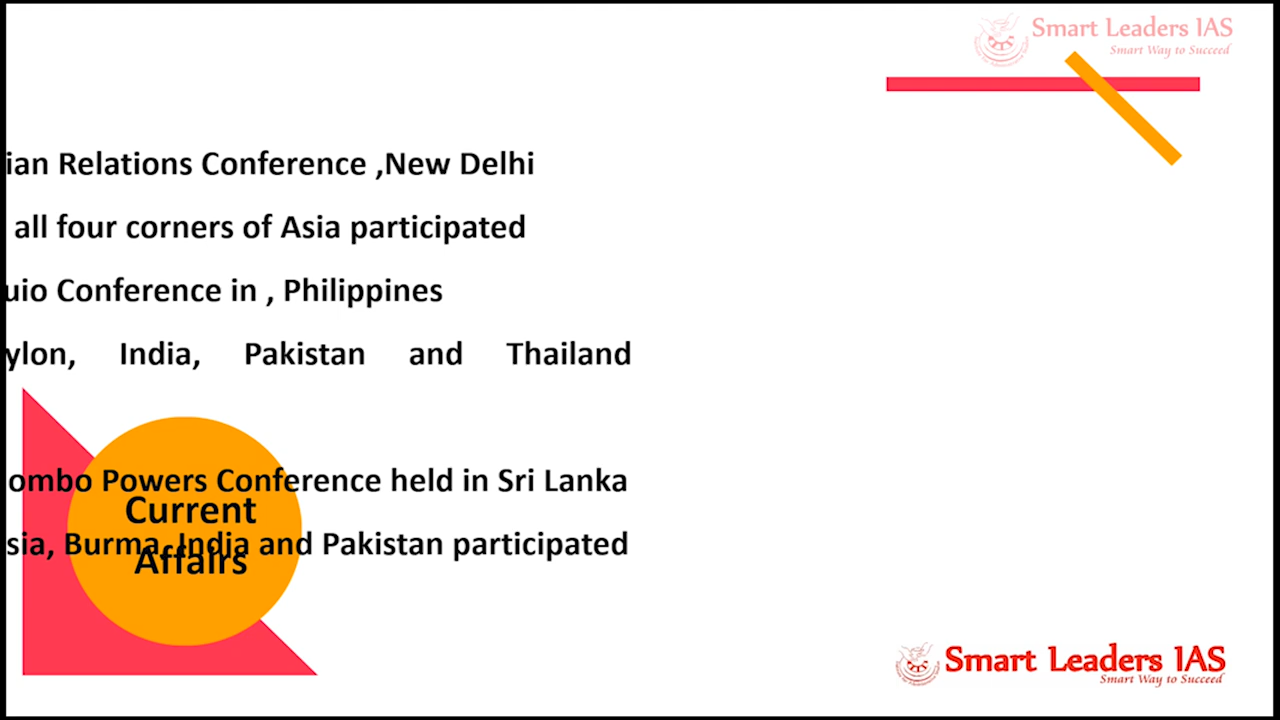 Smart Leaders IAS
Smart Way to Succeed
ian Relations Conference ,New Delhi
all four corners of Asia participated
uio Conference in , Philippines
ylon, India, Pakistan and Thailand
ombo Powers Conference held in Sri Lanka
Current
sia, Burma, India and Pakistan participated
Affairs
Smart Leaders IAS
Smart Way to Succeed